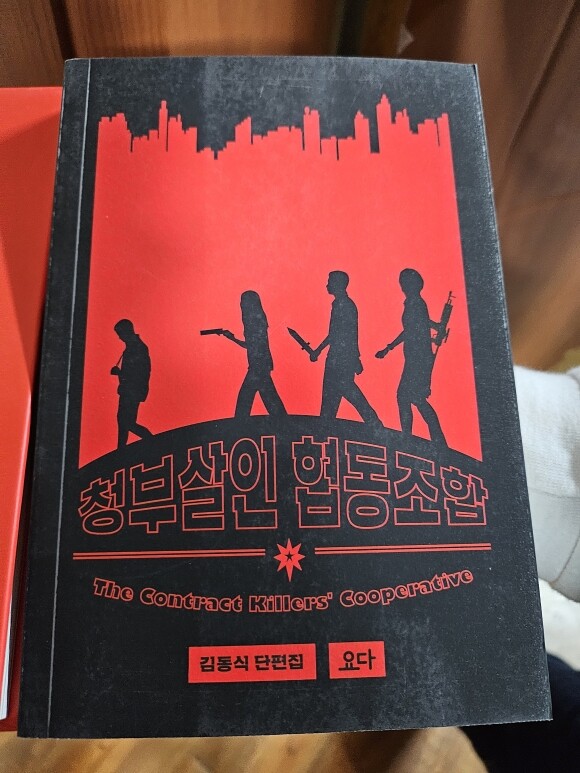 청부살인 협동조합
The Contract Killers' Cooperative
김동식 단편집 요다